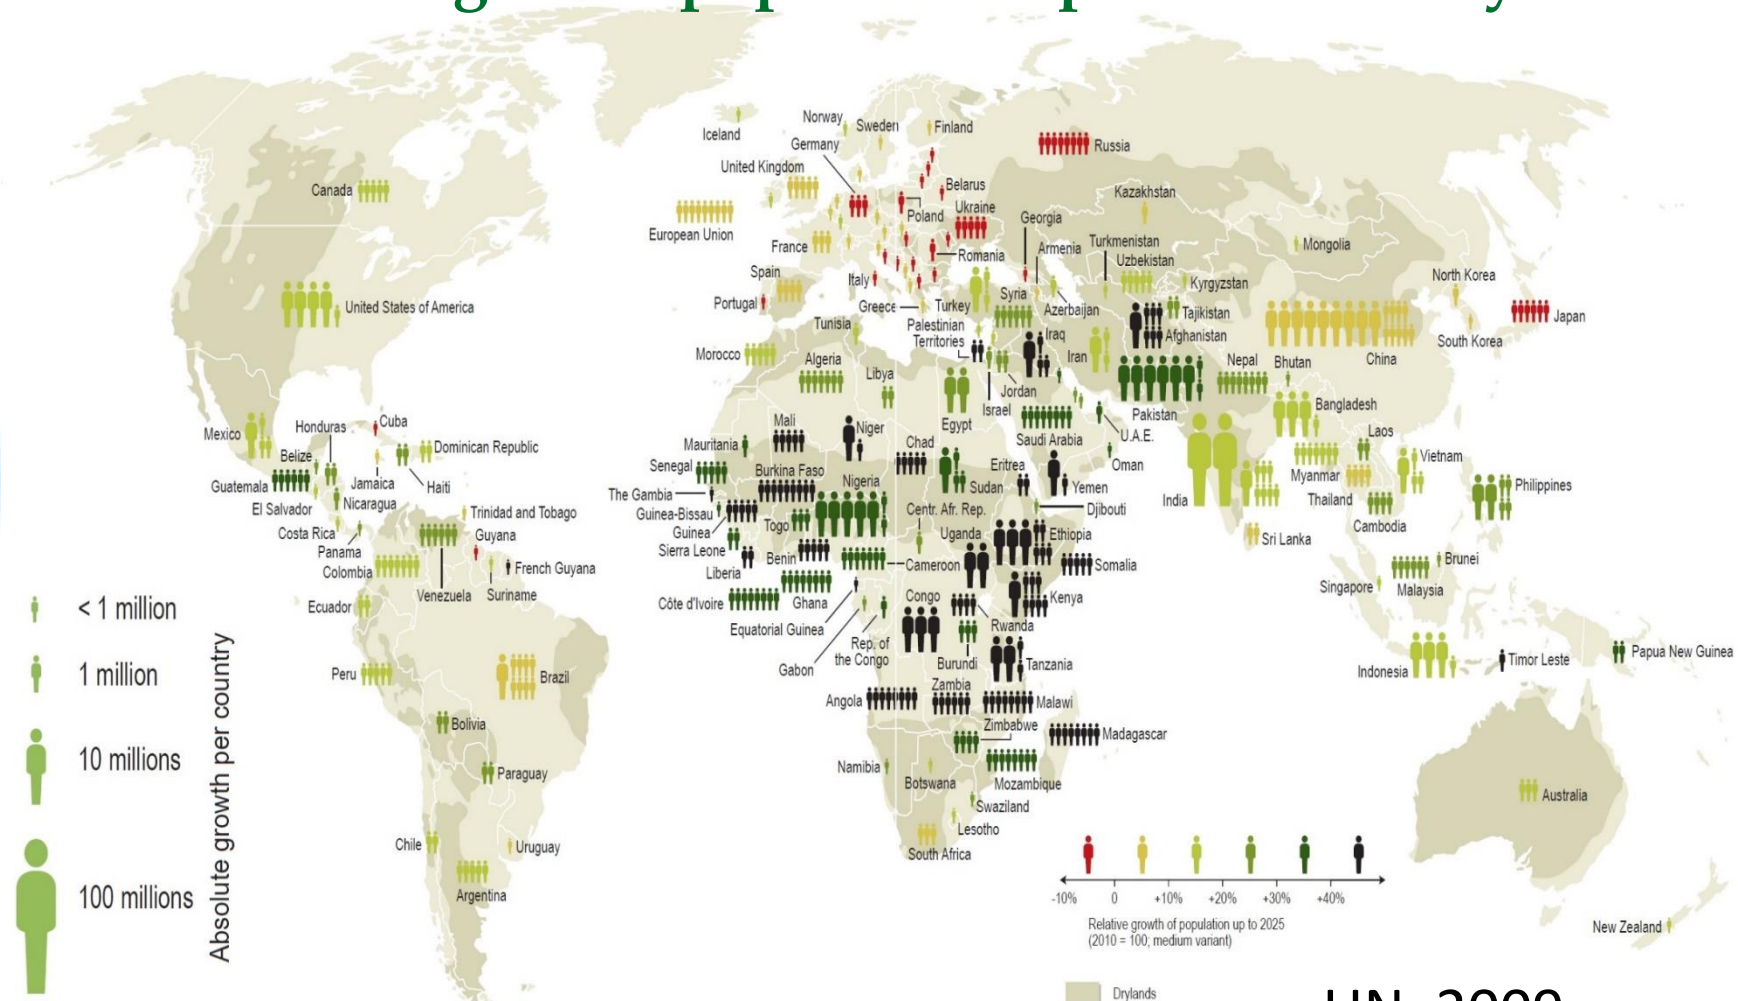 Iceland
Norway
Sweden
Finland
Germany
United Kingdom
Russia
Belarus
Poland
Ukraine
European Union
France
Spain
Portugal
Italy
Greece
Romania
Turkey
Georgia
Armenia
Azerbaijan
Kazakhstan
Turkmenistan
Uzbekistan
Kyrgyzstan
Tajikistan
Afghanistan
Mongolia
North Korea
South Korea
Japan
China
Canada
United States of America
Mexico
Cuba
Honduras
Belize
Dominican Republic
Jamaica
Haiti
Guatemala
El Salvador
Nicaragua
Costa Rica
Panama
Trinidad and Tobago
Guyana
French Guyana
Suriname
Venezuela
Colombia
Ecuador
Peru
Brazil
Bolivia
Paraguay
Chile
Uruguay
Argentina
Tunisia
Morocco
Algeria
Libya
Egypt
Palestinian
Territories
Syria
Iraq
Iran
Jordan
Israel
Saudi Arabia
U.A.E.
Oman
Yemen
Pakistan
Nepal
Bhutan
Bangladesh
India
Sri Lanka
Myanmar
Laos
Vietnam
Thailand
Cambodia
Philippines
Brunei
Malaysia
Singapore
Indonesia
Timor Leste
Papua New Guinea
Australia
New Zealand
Mauritania
Mali
Niger
Chad
Sudan
Eritrea
Djibouti
Senegal
The Gambia
Guinea-Bissau
Guinea
Sierra Leone
Liberia
Burkina Faso
Nigeria
Togo
Benin
Ghana
Côte d'Ivoire
Cameroon
Centr. Afr. Rep.
Uganda
Ethiopia
Somalia
Kenya
Rwanda
Burundi
Congo
Equatorial Guinea
Gabon
Rep. of
the Congo
Tanzania
Angola
Zambia
Malawi
Zimbabwe
Madagascar
Mozambique
Namibia
Botswana
Swaziland
Lesotho
South Africa
< 1 million
1 million
10 millions
100 millions
Absolute growth per country
-10% 0 +10% +20% +30% +40%
Relative growth of population up to 2025
(2010 = 100; medium variant)
Drylands